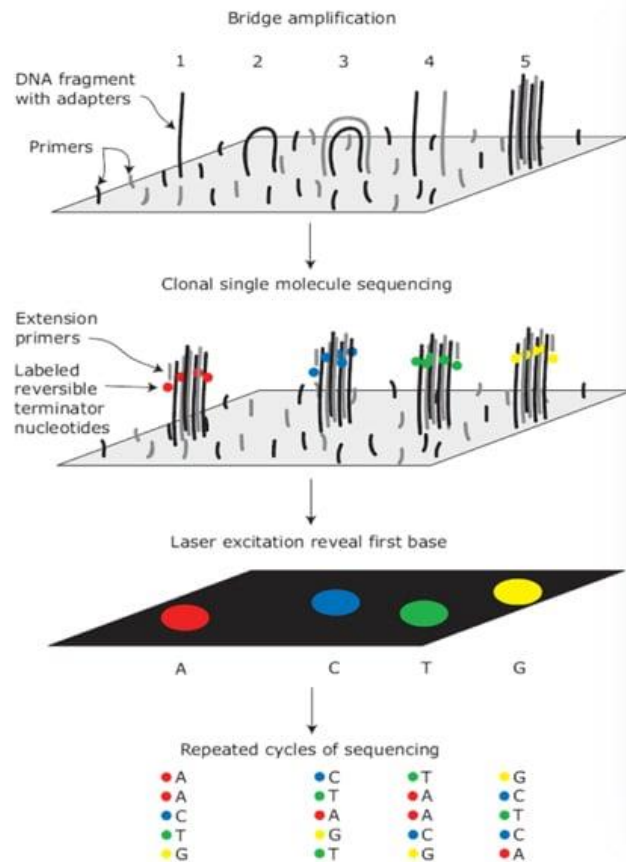 Bridge amplification
1 2 3 4 5
DNA fragment
with adapters
Primers
Clonal single molecule sequencing
Extension
primers
Labeled
reversible
terminator
nucleotides
Laser excitation reveal first base
A C T G
Repeated cycles of sequencing
A C T G
A T A C
C A A T
T G C C
G T G A